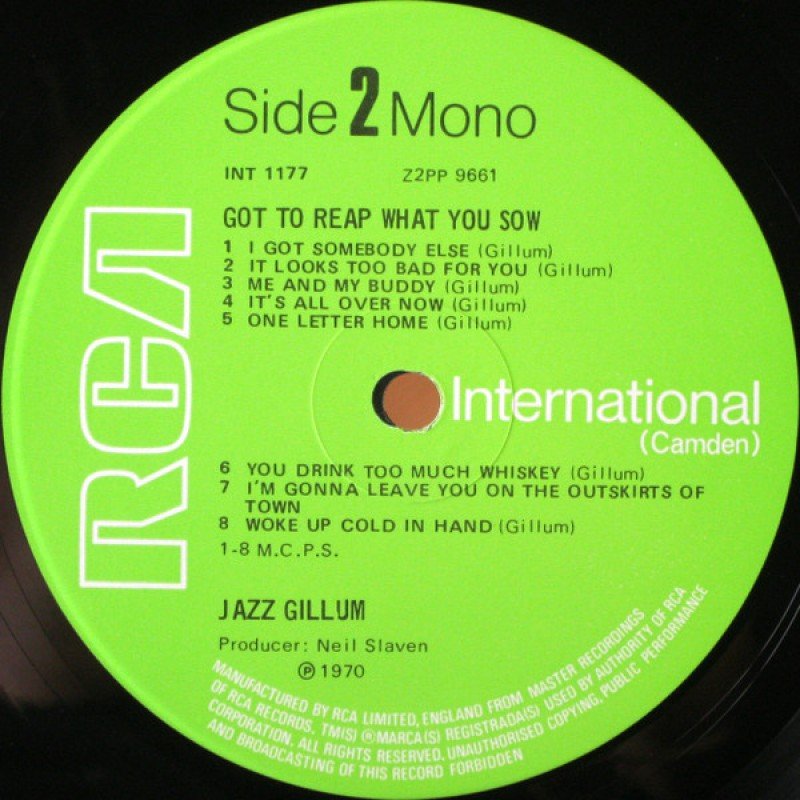 Side 2 Mono
INT 1177 Z2PP 9661
GOT TO REAP WHAT YOU SOW
1 I GOT SOMEBODY ELSE (Gillum)
2 IT LOOKS TOO BAD FOR YOU (Gillum)
3 ME AND MY BUDDY (Gillum)
4 IT'S ALL OVER NOW (Gillum)
5 ONE LETTER HOME (Gillum)
RCA
International
(Camden)
6 YOU DRINK TOO MUCH WHISKEY (Gillum)
7 I'M GONNA LEAVE YOU ON THE OUTSKIRTS OF
TOWN
8 WOKE UP COLD IN HAND (Gillum)
1-8 M.C.P.S.
JAZZ GILLUM
Producer: Neil Slaven
℗ 1970
MANUFACTURED BY RCA LIMITED, ENGLAND FROM MASTER RECORDINGS
OF RCA RECORDS. TM(S) ® MARCA(S) REGISTRADA(S) USED BY AUTHORITY OF RCA
CORPORATION. ALL RIGHTS RESERVED. UNAUTHORISED COPYING, PUBLIC PERFORMANCE
AND BROADCASTING OF THIS RECORD FORBIDDEN